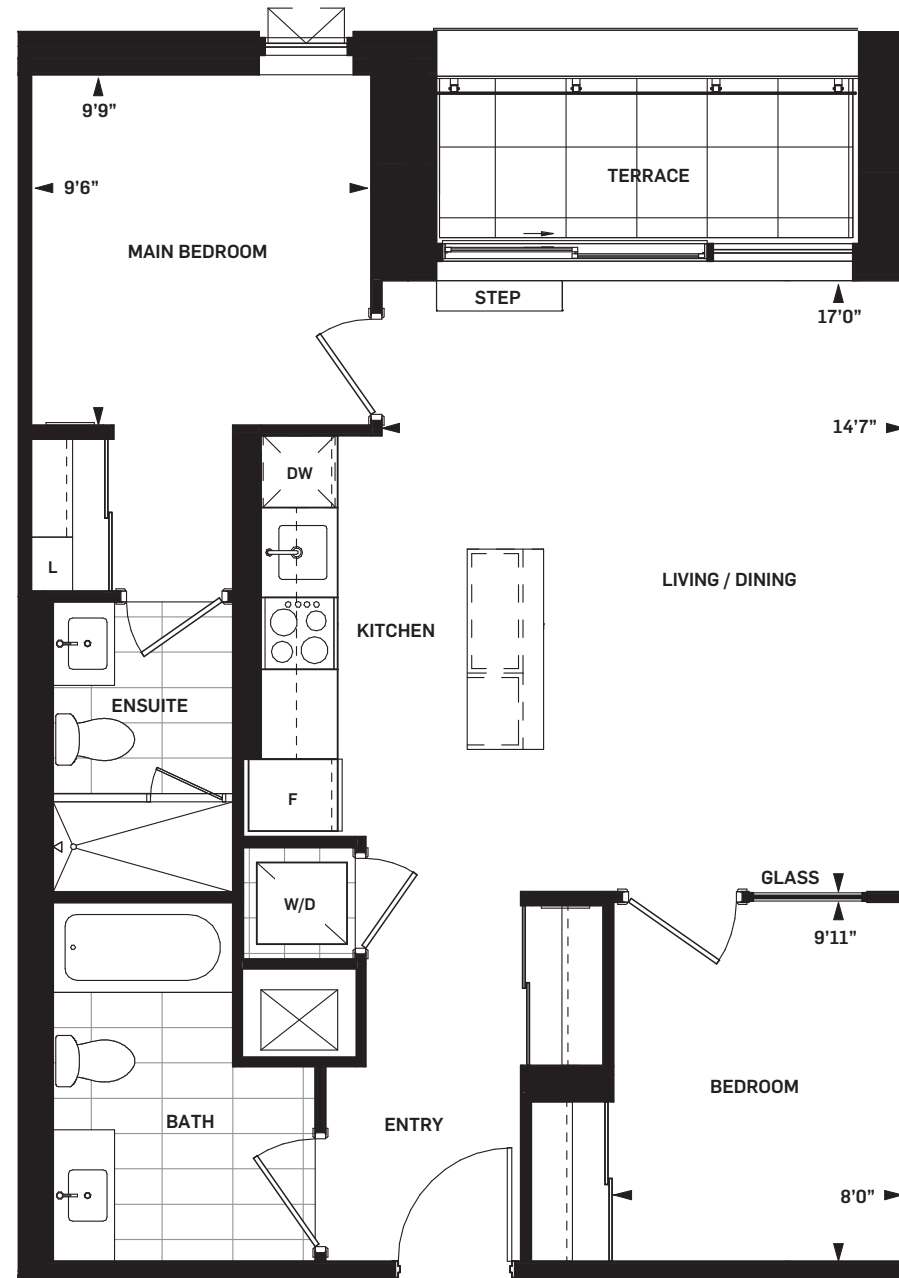 9’9”
9’6”
TERRACE
MAIN BEDROOM
STEP
17’0”
14’7”
DW
L
LIVING / DINING
KITCHEN
ENSUITE
F
GLASS
W/D
9’11”
BEDROOM
BATH
ENTRY
8’0”